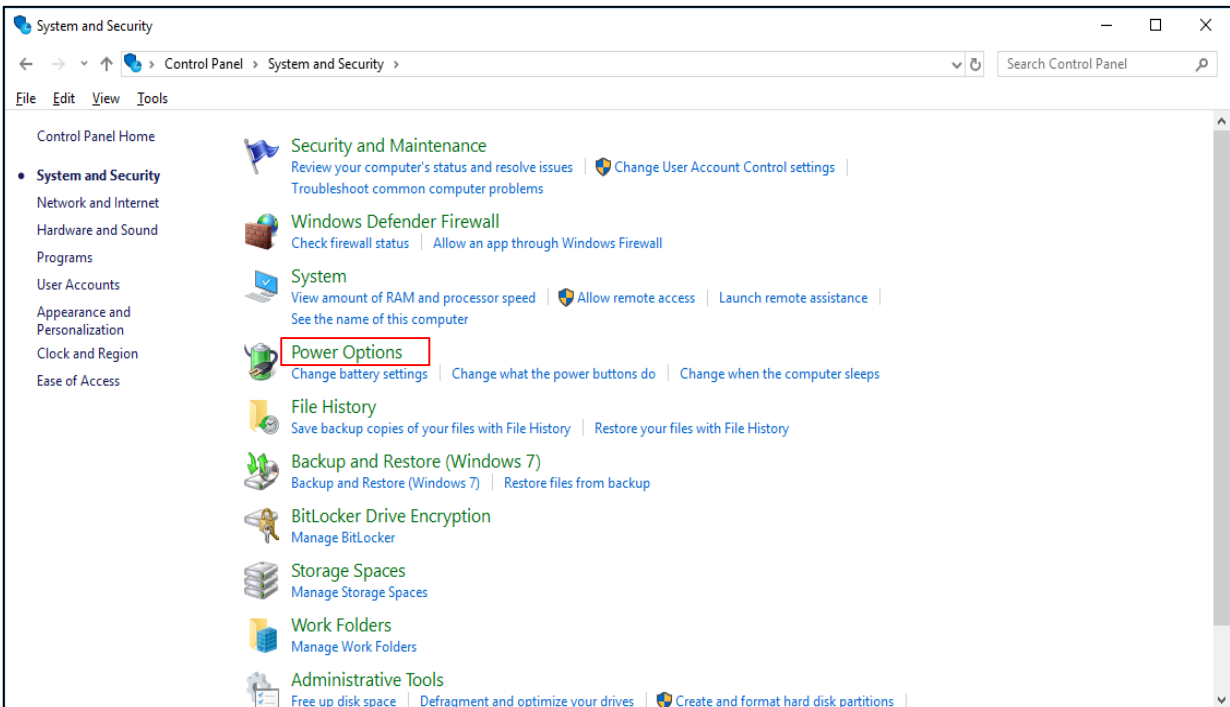 System and Security
Control Panel > System and Security >
Search Control Panel
File Edit View Tools
Control Panel Home
System and Security
Network and Internet
Hardware and Sound
Programs
User Accounts
Appearance and
Personalization
Clock and Region
Ease of Access
Security and Maintenance
Review your computer's status and resolve issues | Change User Account Control settings |
Troubleshoot common computer problems
Windows Defender Firewall
Check firewall status | Allow an app through Windows Firewall
System
View amount of RAM and processor speed | Allow remote access | Launch remote assistance |
See the name of this computer
Power Options
Change battery settings | Change what the power buttons do | Change when the computer sleeps
File History
Save backup copies of your files with File History | Restore your files with File History
Backup and Restore (Windows 7)
Backup and Restore (Windows 7) | Restore files from backup
BitLocker Drive Encryption
Manage BitLocker
Storage Spaces
Manage Storage Spaces
Work Folders
Manage Work Folders
Administrative Tools
Free up disk space | Defragment and optimize your drives | Create and format hard disk partitions |